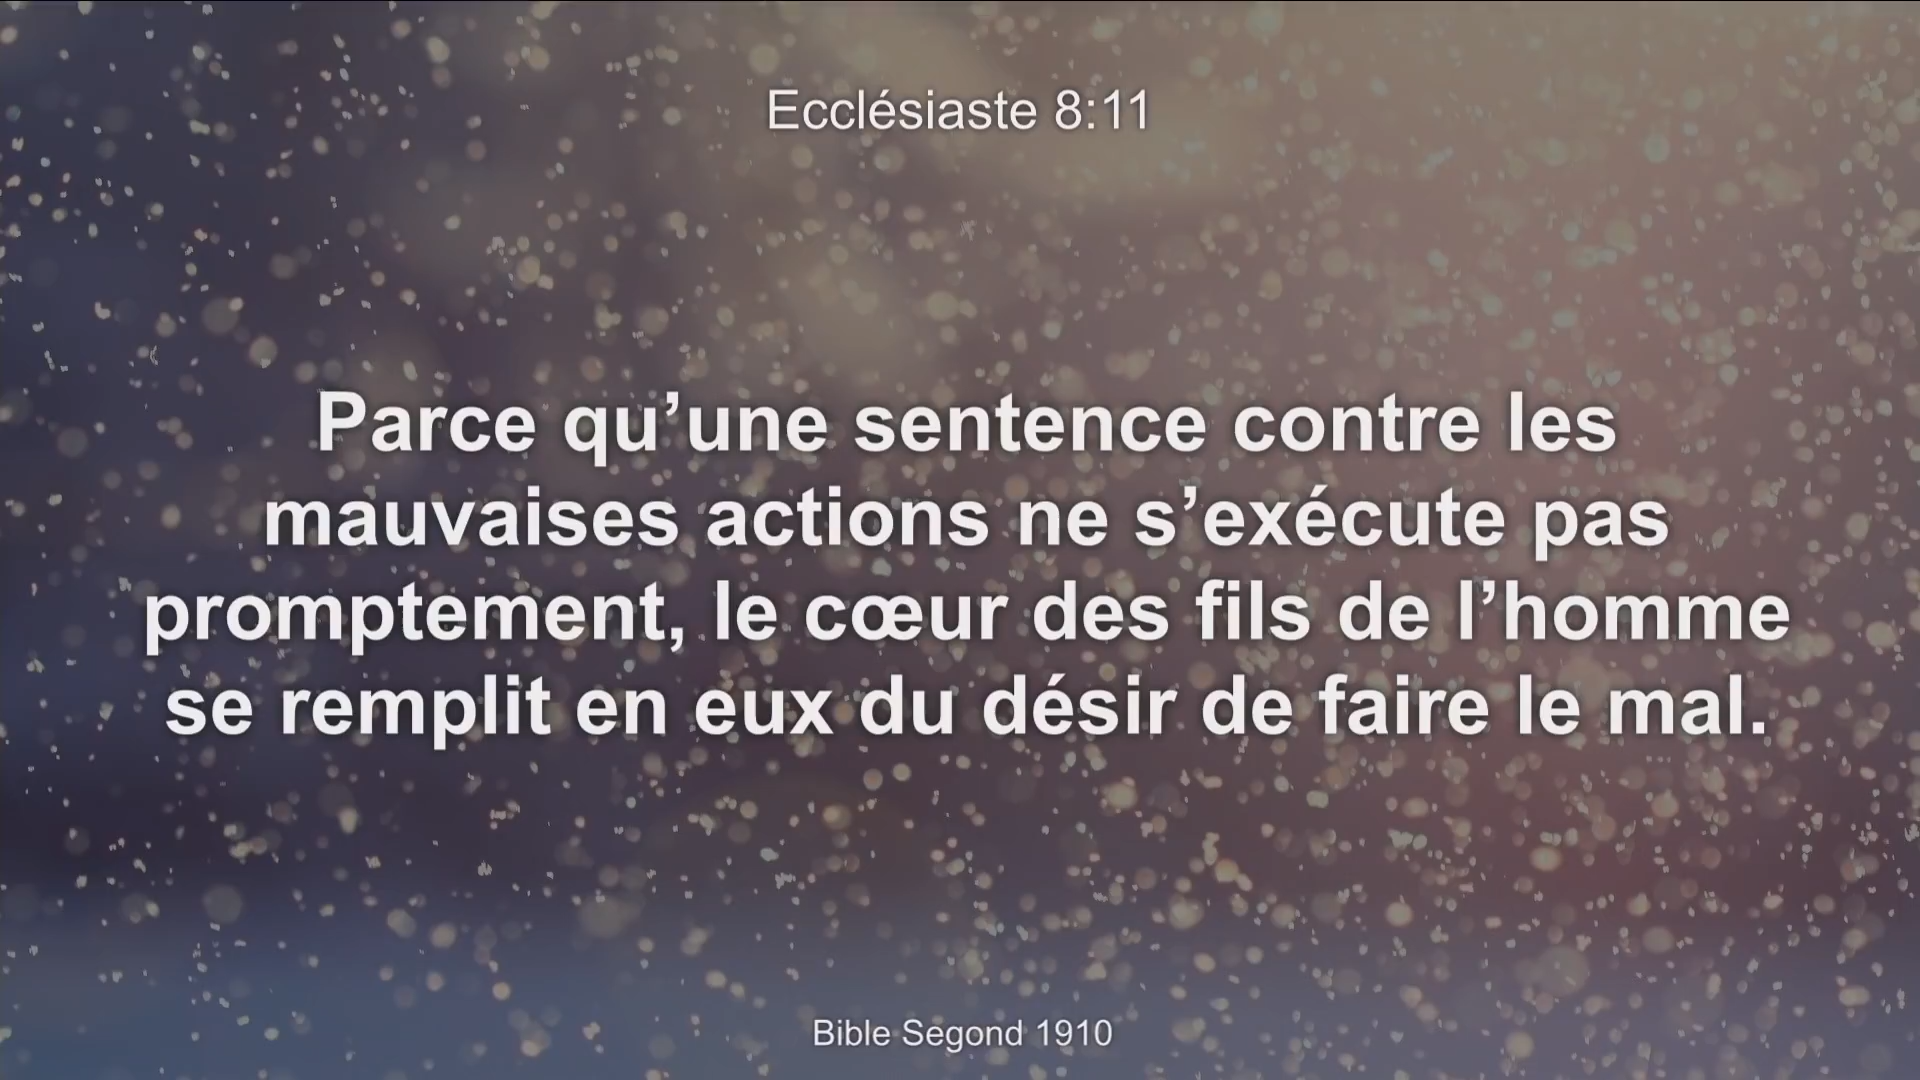 Ecclésiaste 8:11
Parce qu’une sentence contre les
mauvaises actions ne s’exécute pas
promptement, le cœur des fils de l’homme
se remplit en eux du désir de faire le mal.
Bible Segond 1910